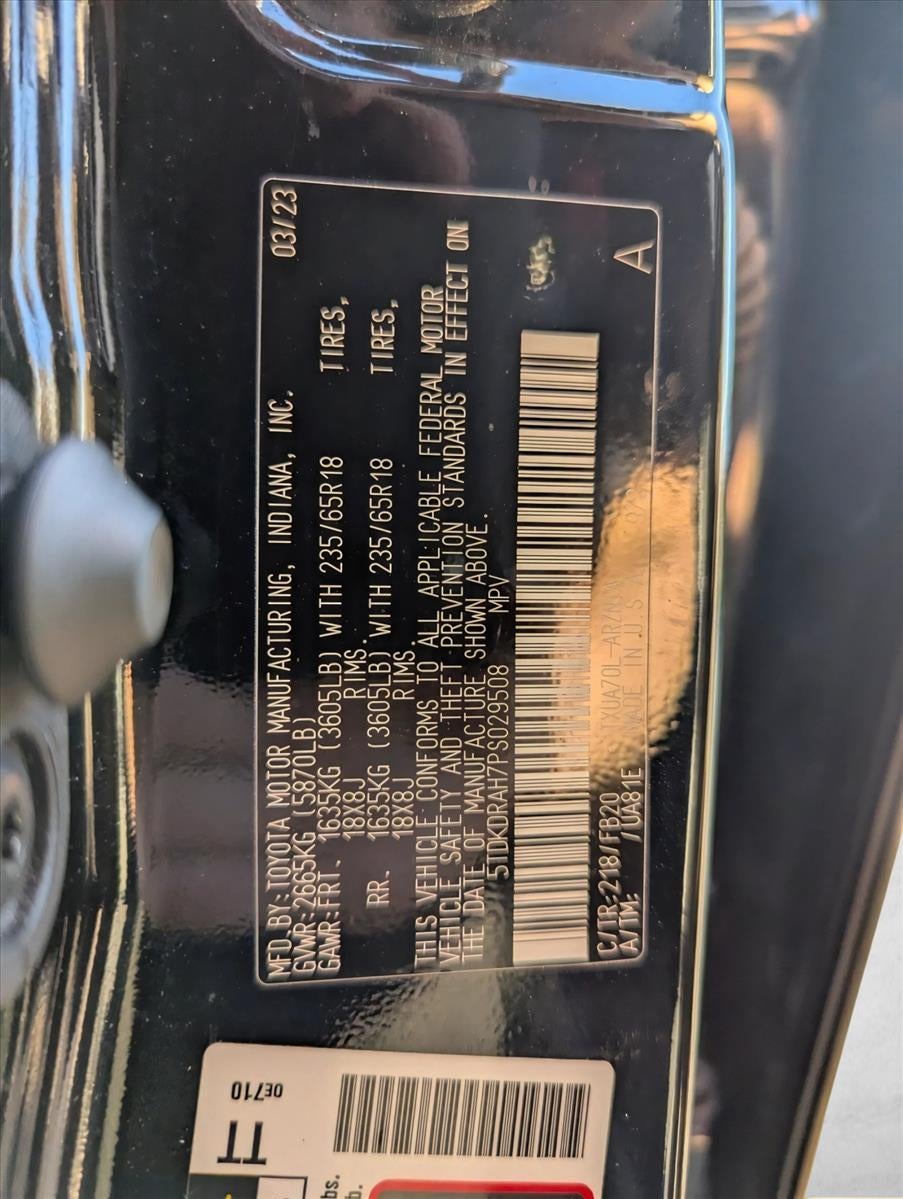 MFD.BY:TOYOTA MOTOR MANUFACTURING, INDIANA, INC. 03/23
GVWR:2665KG (5870LB)
GAWR:FRT. 1635KG (3605LB) WITH 235/65R18 TIRES,
18X8J RIMS.
RR. 1635KG (3605LB) WITH 235/65R18 TIRES,
18X8J RIMS.
THIS VEHICLE CONFORMS TO ALL APPLICABLE FEDERAL MOTOR
VEHICLE SAFETY AND THEFT PREVENTION STANDARDS IN EFFECT ON
THE DATE OF MANUFACTURE SHOWN ABOVE.
5TDKDRAH7PS029508 MPV
C/TR:218/FB20
A/TM: /UA81E MADE IN U S A
A
TT
0E710
bs.
b.